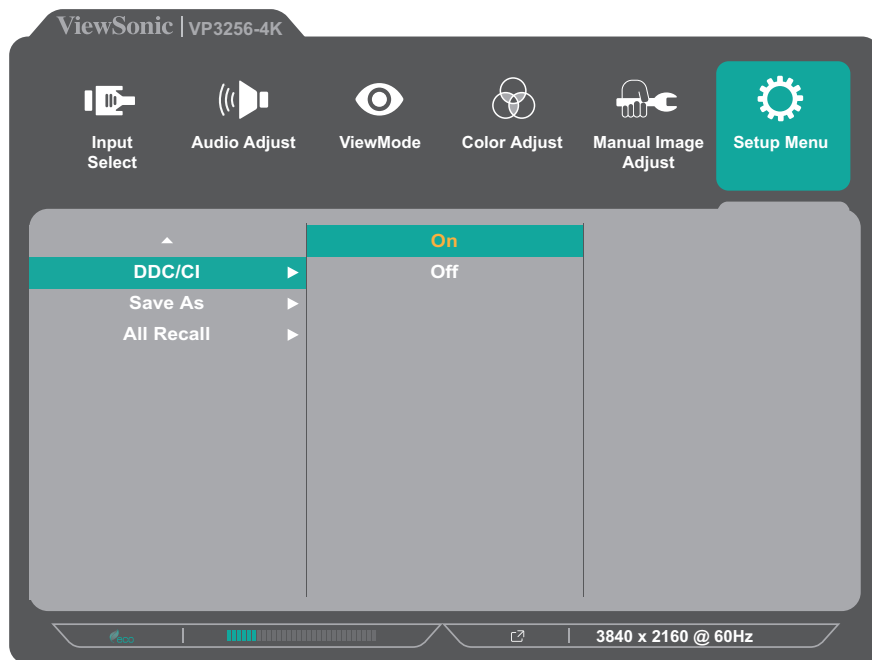 ViewSonic | VP3256-4K
Input Select
Audio Adjust
ViewMode
Color Adjust
Manual Image Adjust
Setup Menu
On
DDC/CI
Off
Save As
All Recall
eco
3840 x 2160 @ 60Hz